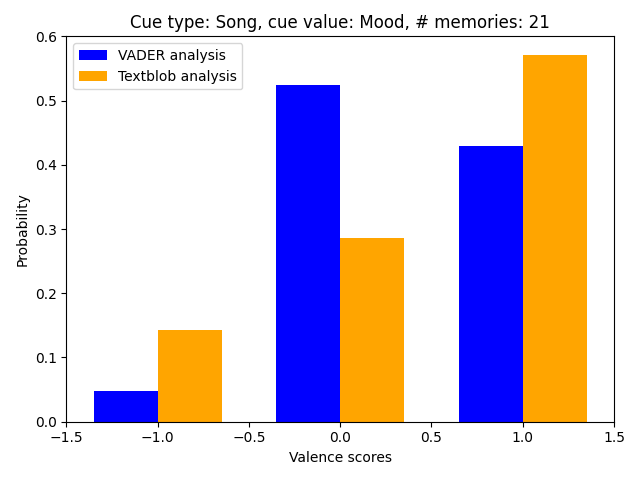 Cue type: Song, cue value: Mood, # memories: 21
VADER analysis
Textblob analysis
Probability
0.6
0.5
0.4
0.3
0.2
0.1
0.0
−1.5 −1.0 −0.5 0.0 0.5 1.0 1.5
Valence scores